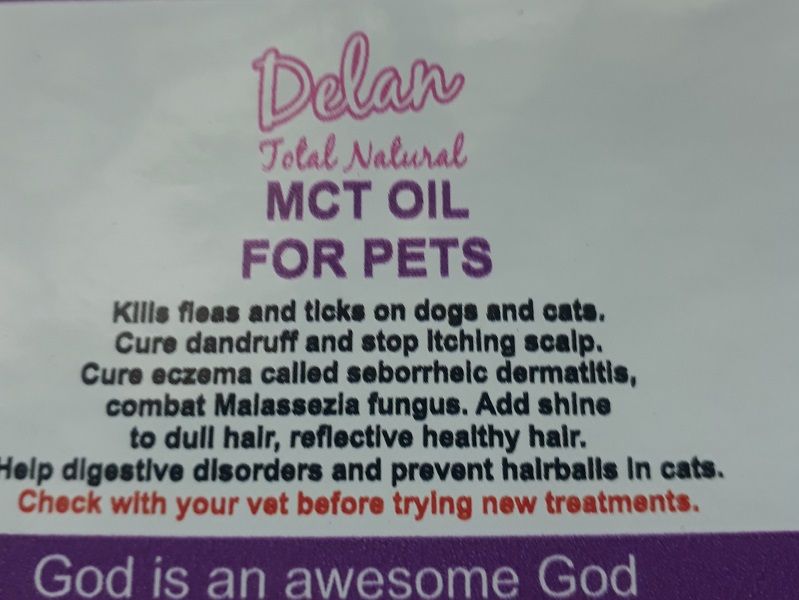 Delan
Total Natural
MCT OIL
FOR PETS
Kills fleas and ticks on dogs and cats.
Cure dandruff and stop itching scalp.
Cure eczema called seborrheic dermatitis,
combat Malassezia fungus. Add shine
to dull hair, reflective healthy hair.
Help digestive disorders and prevent hairballs in cats.
Check with your vet before trying new treatments.
God is an awesome God